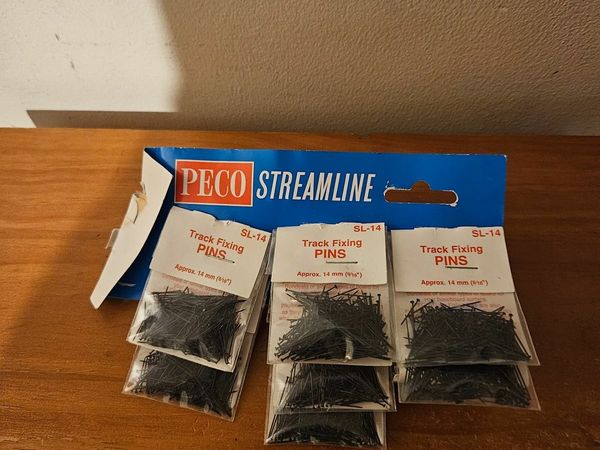 PECO STREAMLINE
SL-14
Track Fixing
PINS
Approx. 14 mm (9/16")
SL-14
Track Fixing
PINS
Approx. 14 mm (9/16")
SL-14
Track Fixing
PINS
Approx. 14 mm (9/16")